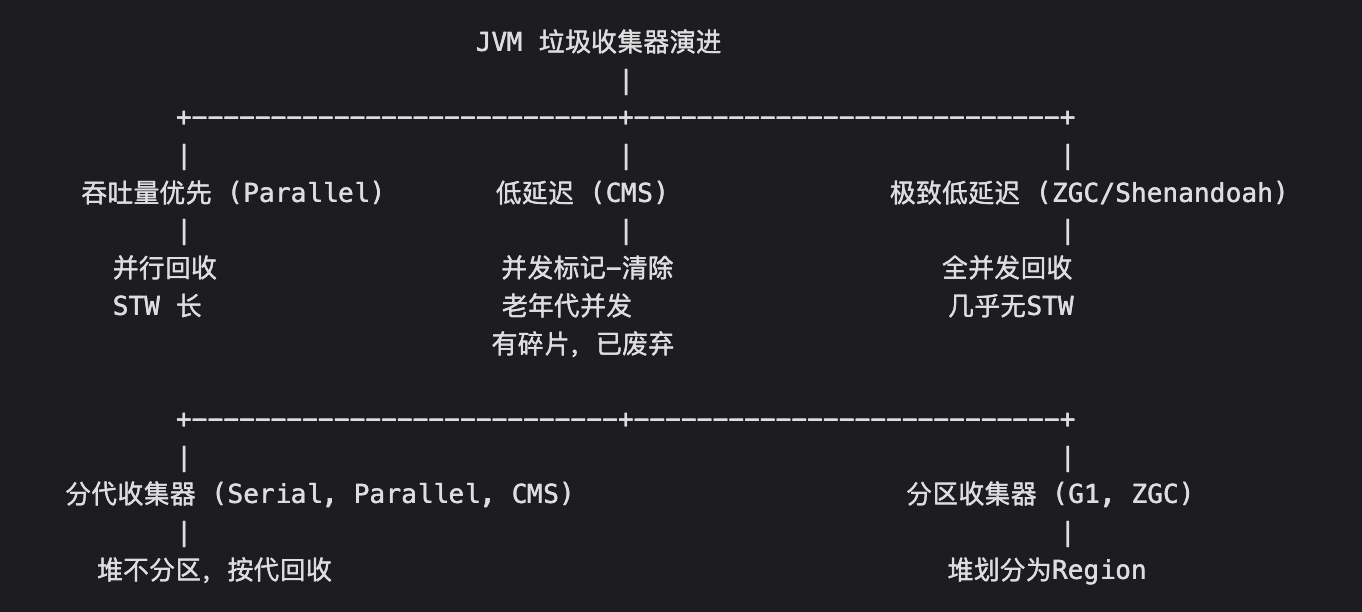 JVM 垃圾收集器演进
|
+---------------------------+---------------------------+
| | |
吞吐量优先 (Parallel) 低延迟 (CMS) 极致低延迟 (ZGC/Shenandoah)
| | |
并行回收 并发标记-清除 全并发回收
STW 长 老年代并发 几乎无STW
有碎片，已废弃
+---------------------------+---------------------------+
| |
分代收集器 (Serial, Parallel, CMS) 分区收集器 (G1, ZGC)
| |
堆不分区，按代回收 堆划分为Region